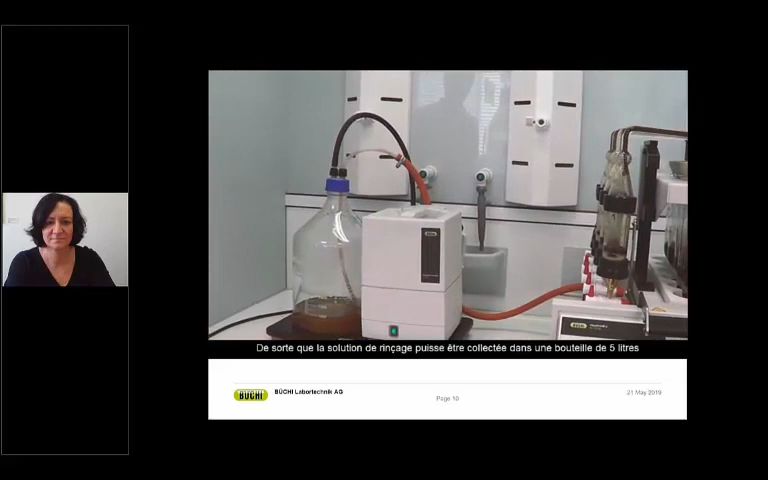 De sorte que la solution de rinçage puisse être collectée dans une bouteille de 5 litres
BÜCHI
BÜCHI Labortechnik AG
Page 10
21 May 2019